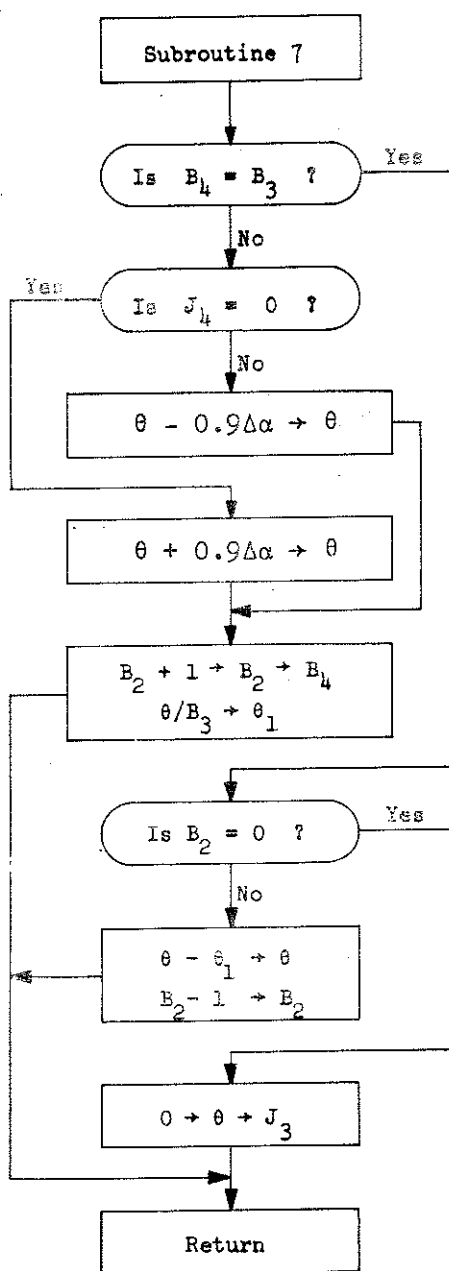 Subroutine 7
Is B₄ = B₃ ?
Yes
No
Yes
Is J₄ = 0 ?
No
θ - 0.9Δα → θ
θ + 0.9Δα → θ
B₂ + 1 → B₂ → B₄
θ/B₃ → θ₁
Is B₂ = 0 ?
Yes
No
θ - θ₁ → θ
B₂- 1 → B₂
0 → θ → J₃
Return